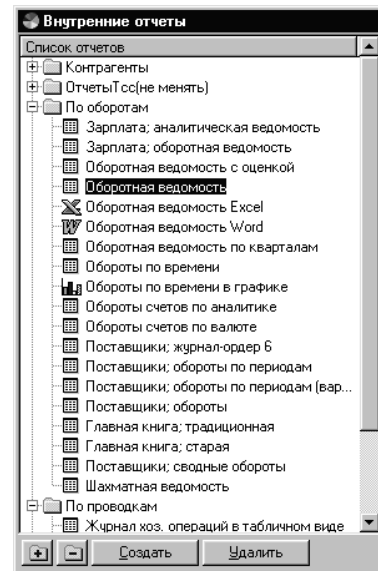 Внутренние отчеты
Список отчетов
Контрагенты
ОтчетыТсс(не менять)
По оборотам
Зарплата; аналитическая ведомость
Зарплата; оборотная ведомость
Оборотная ведомость с оценкой
Оборотная ведомость
Оборотная ведомость Excel
Оборотная ведомость Word
Оборотная ведомость по кварталам
Обороты по времени
Обороты по времени в графике
Обороты счетов по аналитике
Обороты счетов по валюте
Поставщики; журнал-ордер 6
Поставщики; обороты по периодам
Поставщики; обороты по периодам (вар...
Поставщики; обороты
Главная книга; традиционная
Главная книга; старая
Поставщики; сводные обороты
Шахматная ведомость
По проводкам
Журнал хоз. операций в табличном виде
Создать Удалить